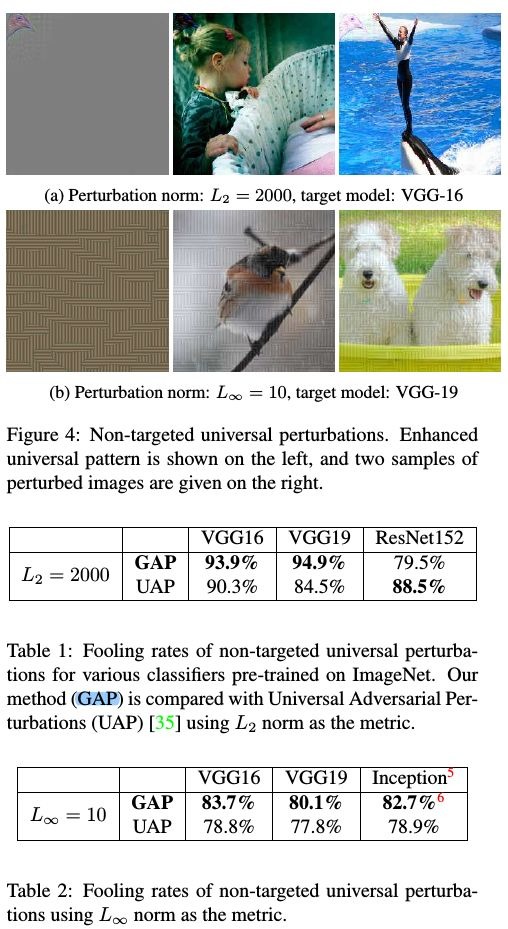 (a) Perturbation norm: L₂ = 2000, target model: VGG-16
(b) Perturbation norm: L∞ = 10, target model: VGG-19
Figure 4: Non-targeted universal perturbations. Enhanced
universal pattern is shown on the left, and two samples of
perturbed images are given on the right.
VGG16 VGG19 ResNet152
L₂ = 2000 GAP 93.9% 94.9% 79.5%
UAP 90.3% 84.5% 88.5%
Table 1: Fooling rates of non-targeted universal perturba-
tions for various classifiers pre-trained on ImageNet. Our
method (GAP) is compared with Universal Adversarial Per-
turbations (UAP) [35] using L₂ norm as the metric.
VGG16 VGG19 Inception⁵
L∞ = 10 GAP 83.7% 80.1% 82.7%⁶
UAP 78.8% 77.8% 78.9%
Table 2: Fooling rates of non-targeted universal perturba-
tions using L∞ norm as the metric.